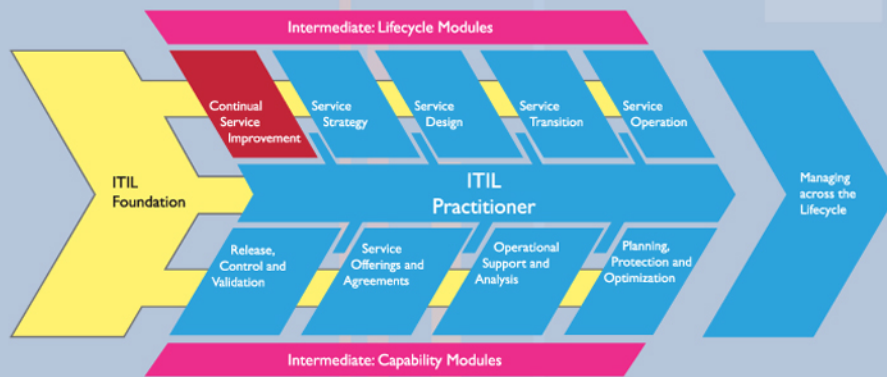 Intermediate: Lifecycle Modules
Continual
Service
Improvement
Service
Strategy
Service
Design
Service
Transition
Service
Operation
ITIL
Foundation
ITIL
Practitioner
Managing
across the
Lifecycle
Release,
Control and
Validation
Service
Offerings and
Agreements
Operational
Support and
Analysis
Planning,
Protection and
Optimization
Intermediate: Capability Modules